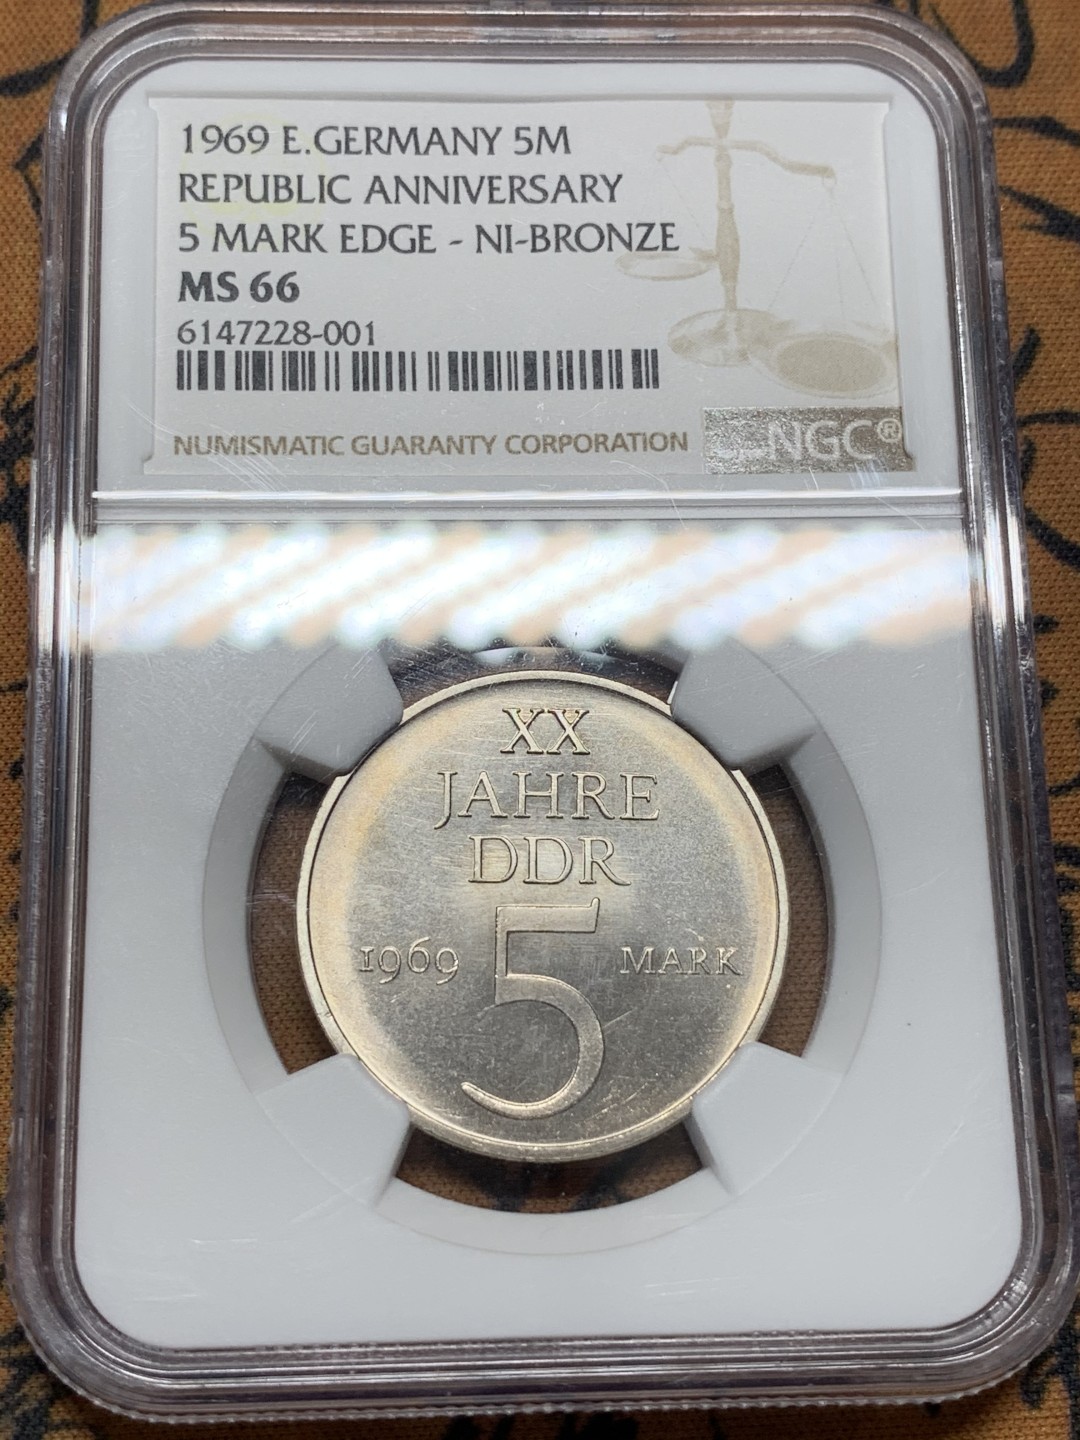 1969 E.GERMANY 5M
REPUBLIC ANNIVERSARY
5 MARK EDGE - NI-BRONZE
MS 66
6147228-001
NUMISMATIC GUARANTY CORPORATION
NGC®
XX
JAHRE
DDR
1969 5 MARK